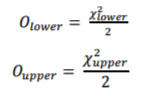 O_lower = χ²_lower / 2
O_upper = χ²_upper / 2